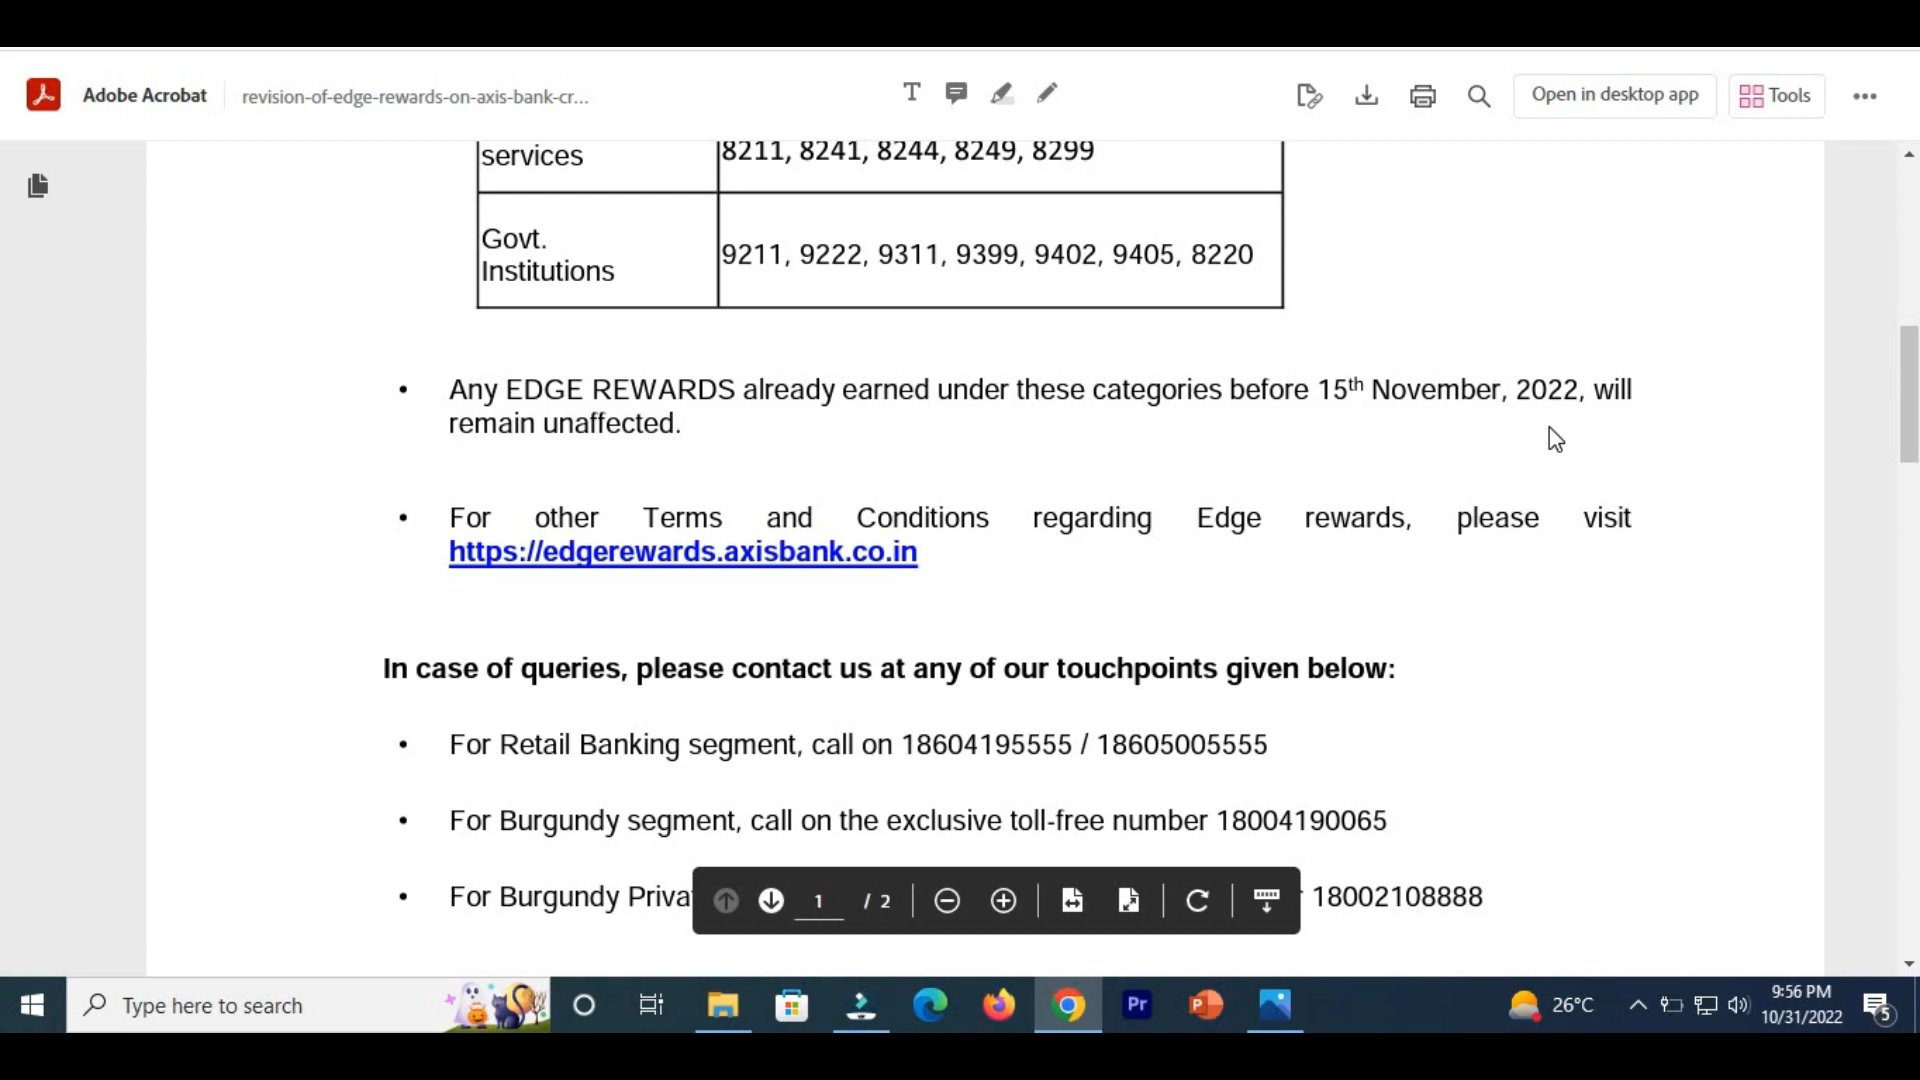 Adobe Acrobat
revision-of-edge-rewards-on-axis-bank-cr...
Open in desktop app
Tools
services
8211, 8241, 8244, 8249, 8299
Govt.
Institutions
9211, 9222, 9311, 9399, 9402, 9405, 8220
• Any EDGE REWARDS already earned under these categories before 15th November, 2022, will
remain unaffected.
• For other Terms and Conditions regarding Edge rewards, please visit
https://edgerewards.axisbank.co.in
In case of queries, please contact us at any of our touchpoints given below:
• For Retail Banking segment, call on 18604195555 / 18605005555
• For Burgundy segment, call on the exclusive toll-free number 18004190065
• For Burgundy 18002108888
1 / 2
Type here to search
Pr
P
26°C
9:56 PM
10/31/2022
5